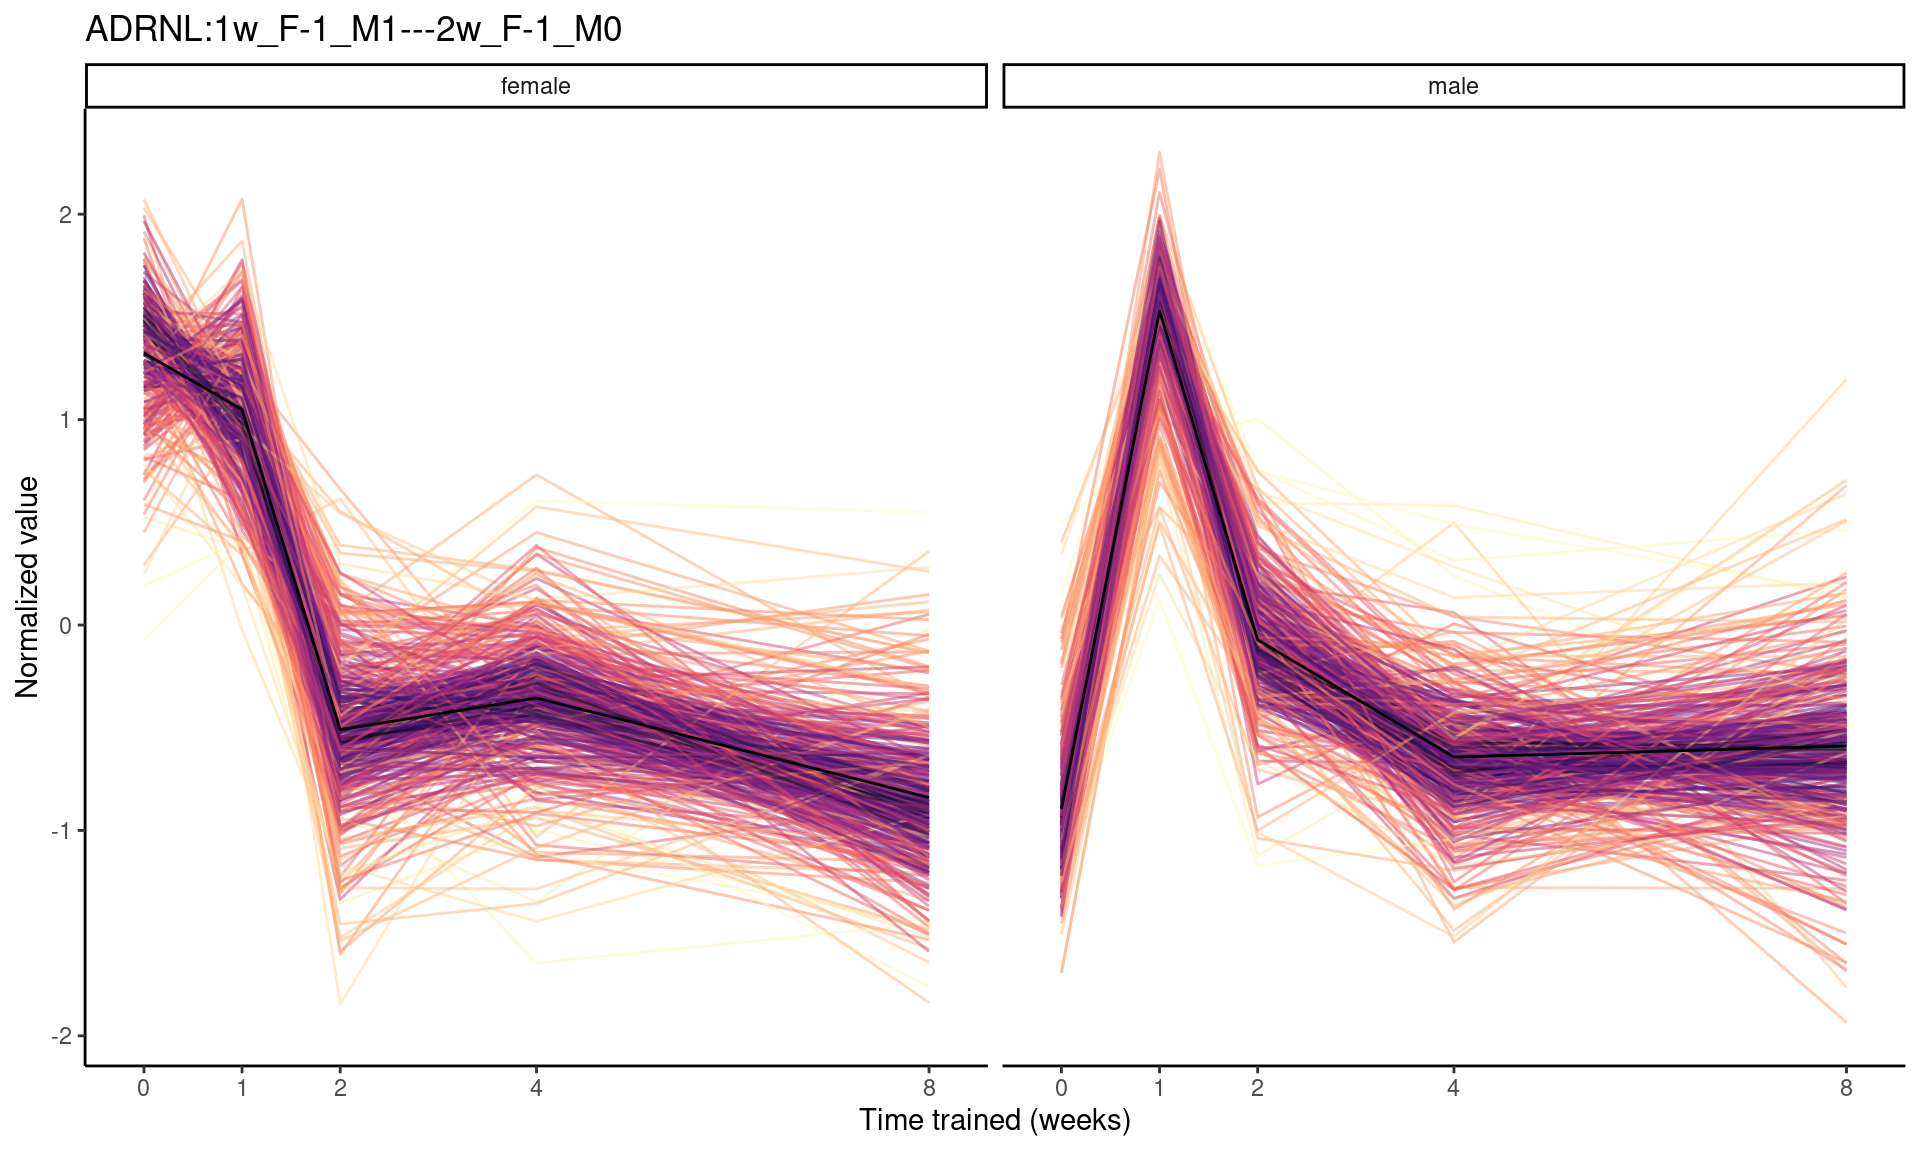 ADRNL:1w_F-1_M1---2w_F-1_M0
female
male
Normalized value
2
1
0
-1
-2
0 1 2 4 8
0 1 2 4 8
Time trained (weeks)